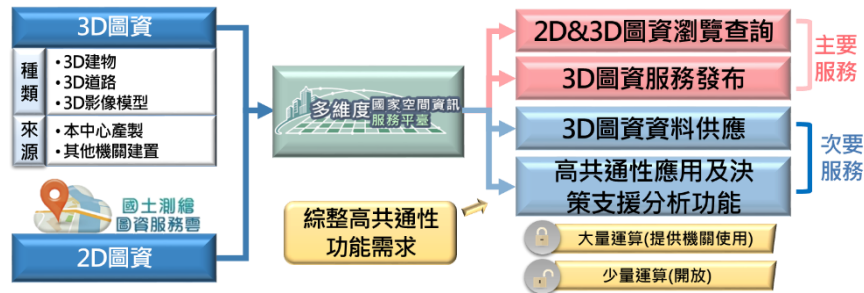 3D圖資
種類
•3D建物
•3D道路
•3D影像模型
來源
•本中心產製
•其他機關建置
國土測繪
圖資服務雲
2D圖資
多維度國家空間資訊
服務平臺
綜整高共通性
功能需求
2D&3D圖資瀏覽查詢
3D圖資服務發布
主要
服務
3D圖資資料供應
高共通性應用及決
策支援分析功能
次要
服務
大量運算(提供機關使用)
少量運算(開放)